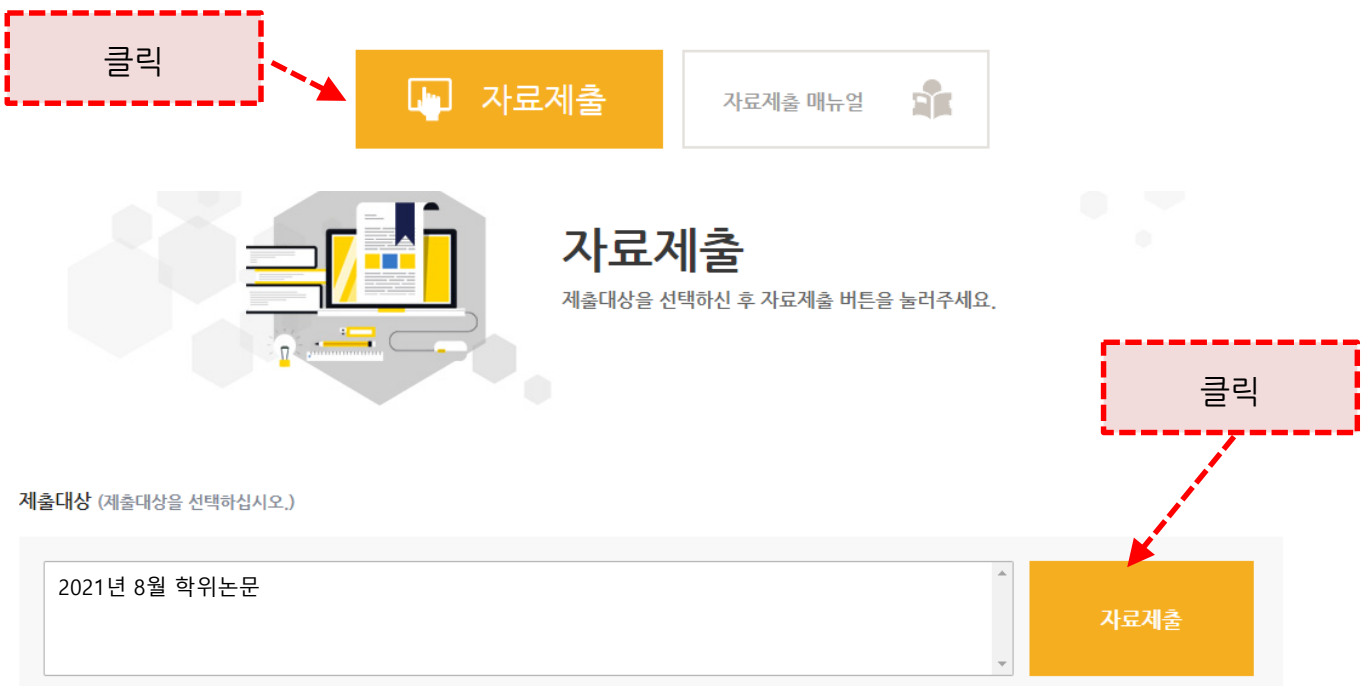 클릭
자료제출
자료제출 매뉴얼
자료제출
제출대상을 선택하신 후 자료제출 버튼을 눌러주세요.
클릭
제출대상 (제출대상을 선택하십시오.)
2021년 8월 학위논문
자료제출